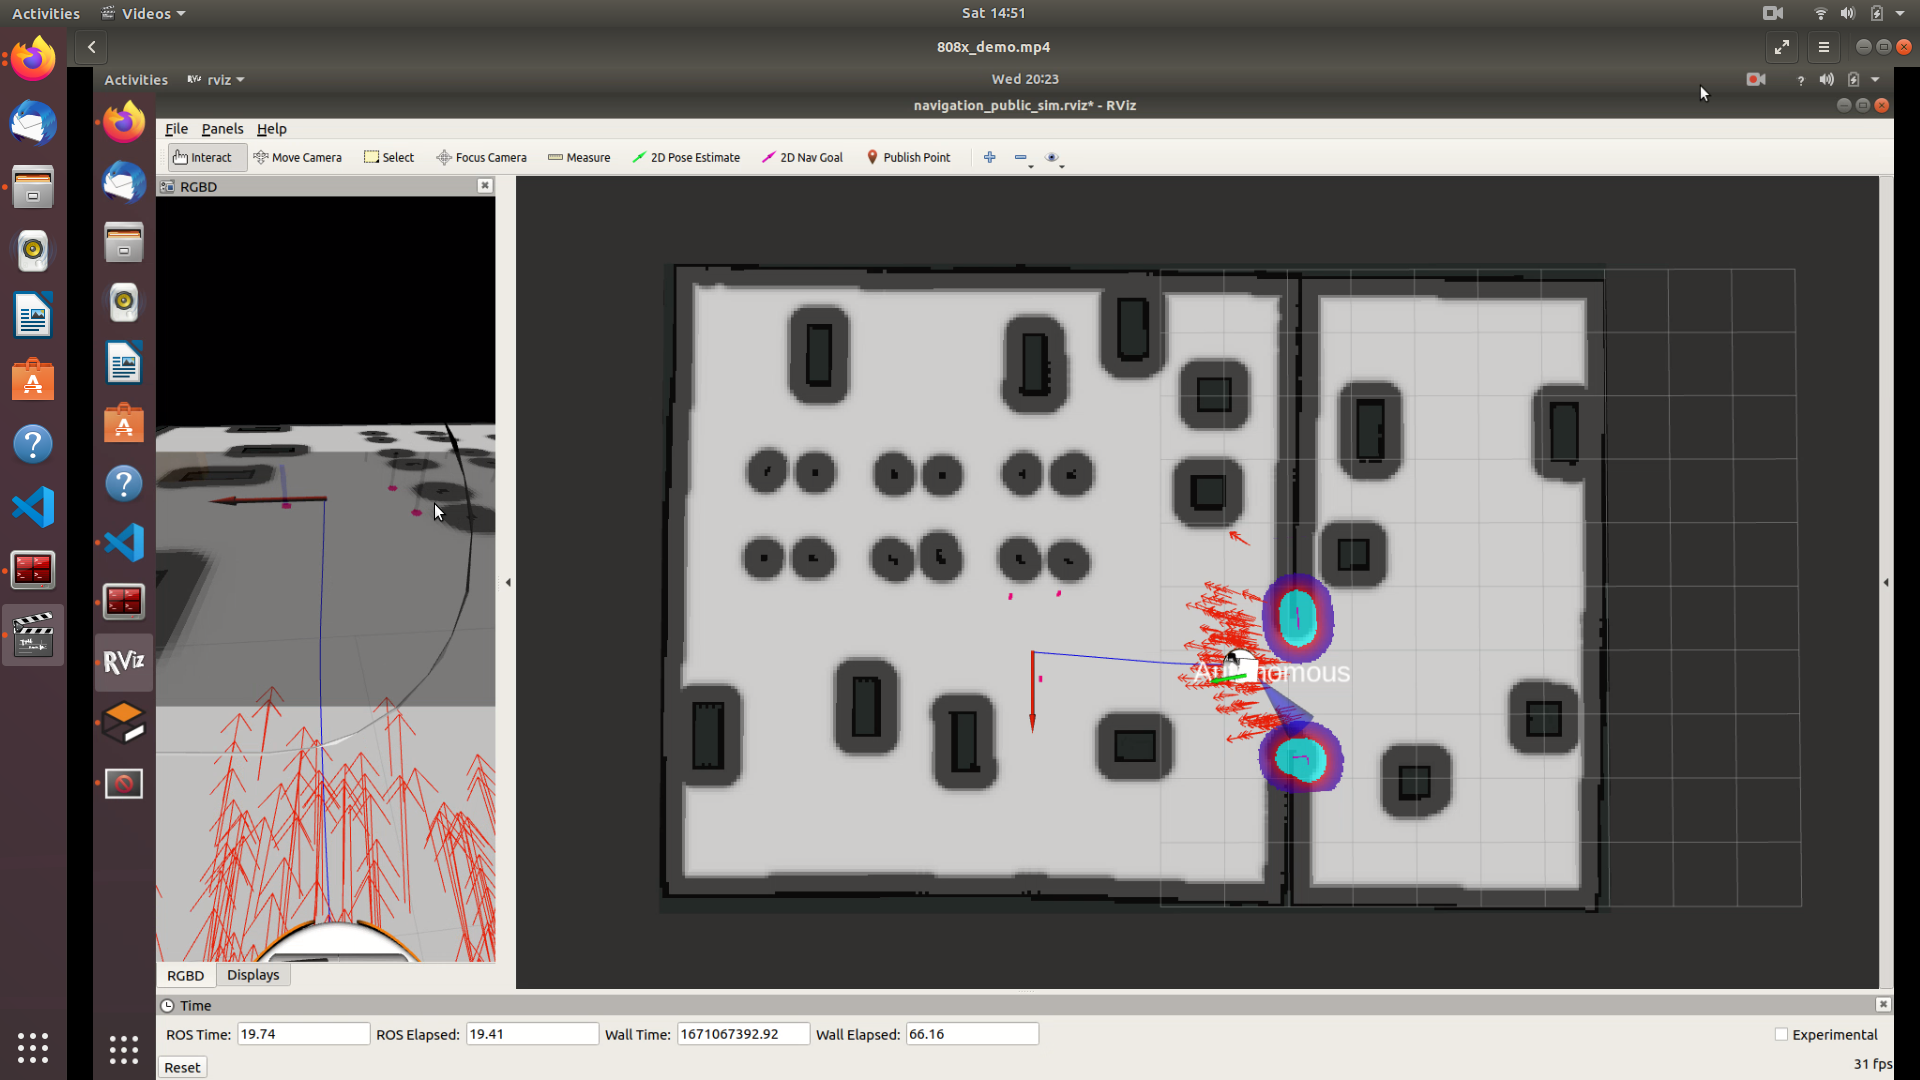 Activities Videos Sat 14:51
808x_demo.mp4
Activities RViz rviz Wed 20:23
navigation_public_sim.rviz* - RViz
File Panels Help
Interact Move Camera Select Focus Camera Measure 2D Pose Estimate 2D Nav Goal Publish Point
RGBD
RViz
RGBD Displays
Time
ROS Time: 19.74 ROS Elapsed: 19.41 Wall Time: 1671067392.92 Wall Elapsed: 66.16 Experimental
Reset 31 fps